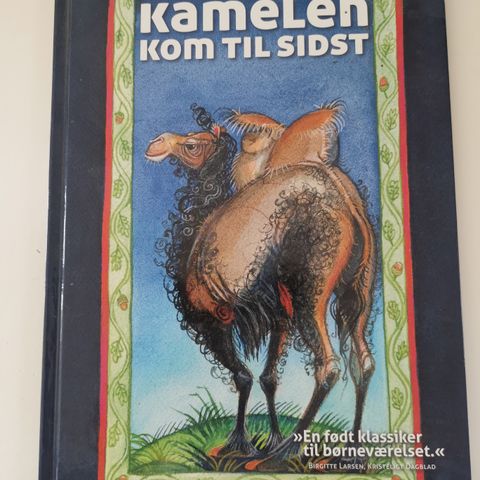 KAMELEN
KOM TIL SIDST
»En født klassiker
til børneværelset.«
BIRGITTE LARSEN, KRISTELIGT DAGBLAD